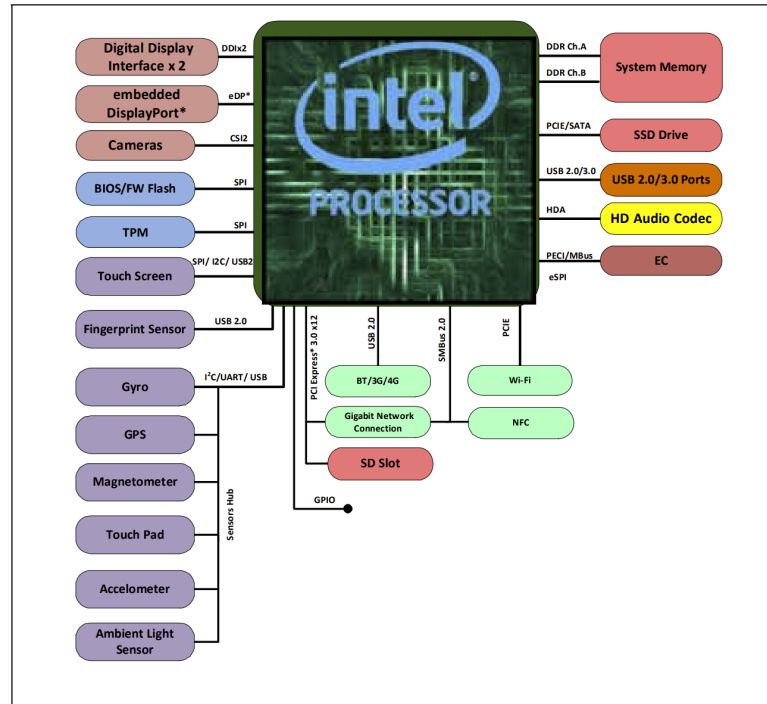 Digital Display
Interface x 2
DDIx2
embedded
DisplayPort*
eDP*
Cameras
CSI2
BIOS/FW Flash
SPI
TPM
SPI
Touch Screen
SPI/ I2C/ USB2
Fingerprint Sensor
USB 2.0
Gyro
I²C/UART/ USB
GPS
Magnetometer
Touch Pad
Accelometer
Ambient Light
Sensor
Sensors Hub
intel®
PROCESSOR
DDR Ch.A
DDR Ch.B
System Memory
PCIE/SATA
SSD Drive
USB 2.0/3.0
USB 2.0/3.0 Ports
HDA
HD Audio Codec
PECI/MBus
eSPI
EC
PCI Express* 3.0 x12
USB 2.0
SMBus 2.0
PCIE
BT/3G/4G
Wi-Fi
Gigabit Network
Connection
NFC
SD Slot
GPIO